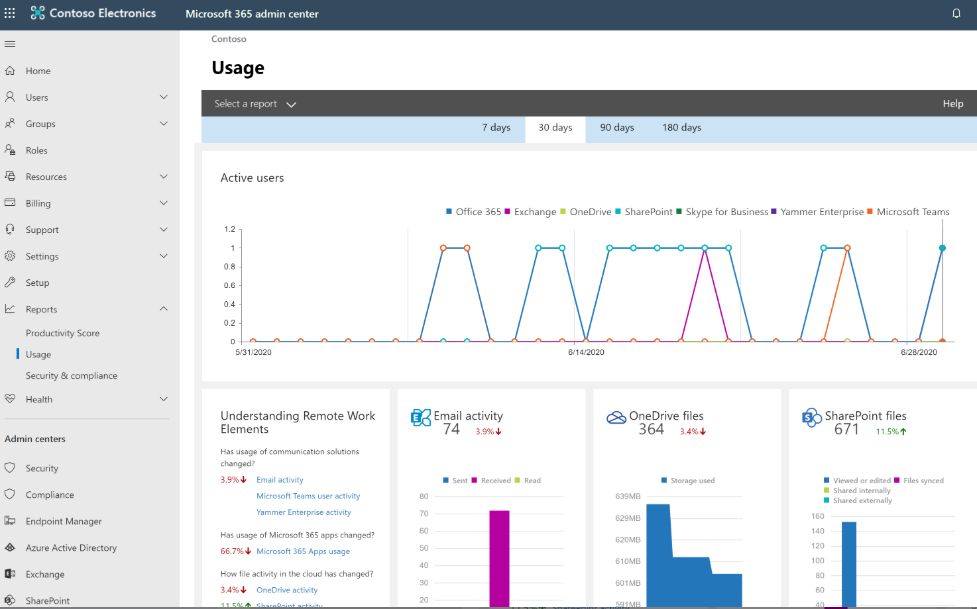 Contoso Electronics
Microsoft 365 admin center
Contoso
Usage
Select a report
Help
7 days
30 days
90 days
180 days
Home
Users
Groups
Roles
Resources
Billing
Support
Settings
Setup
Reports
Productivity Score
Usage
Security & compliance
Health
Admin centers
Security
Compliance
Endpoint Manager
Azure Active Directory
Exchange
SharePoint
Active users
Office 365 Exchange OneDrive SharePoint Skype for Business Yammer Enterprise Microsoft Teams
1.2
1
0.8
0.6
0.4
0.2
0
5/31/2020
6/14/2020
6/28/2020
Understanding Remote Work
Elements
Has usage of communication solutions
changed?
3.9% Email activity
Microsoft Teams user activity
Yammer Enterprise activity
Has usage of Microsoft 365 apps changed?
66.7% Microsoft 365 Apps usage
How file activity in the cloud has changed?
3.4% OneDrive activity
11.5% SharePoint activity
Email activity
74 3.9%
Sent Received Read
80
70
60
50
40
30
20
OneDrive files
364 3.4%
Storage used
639MB
629MB
620MB
610MB
601MB
591MB
SharePoint files
671 11.5%
Viewed or edited Files synced
Shared internally
Shared externally
160
140
120
100
80
60
40